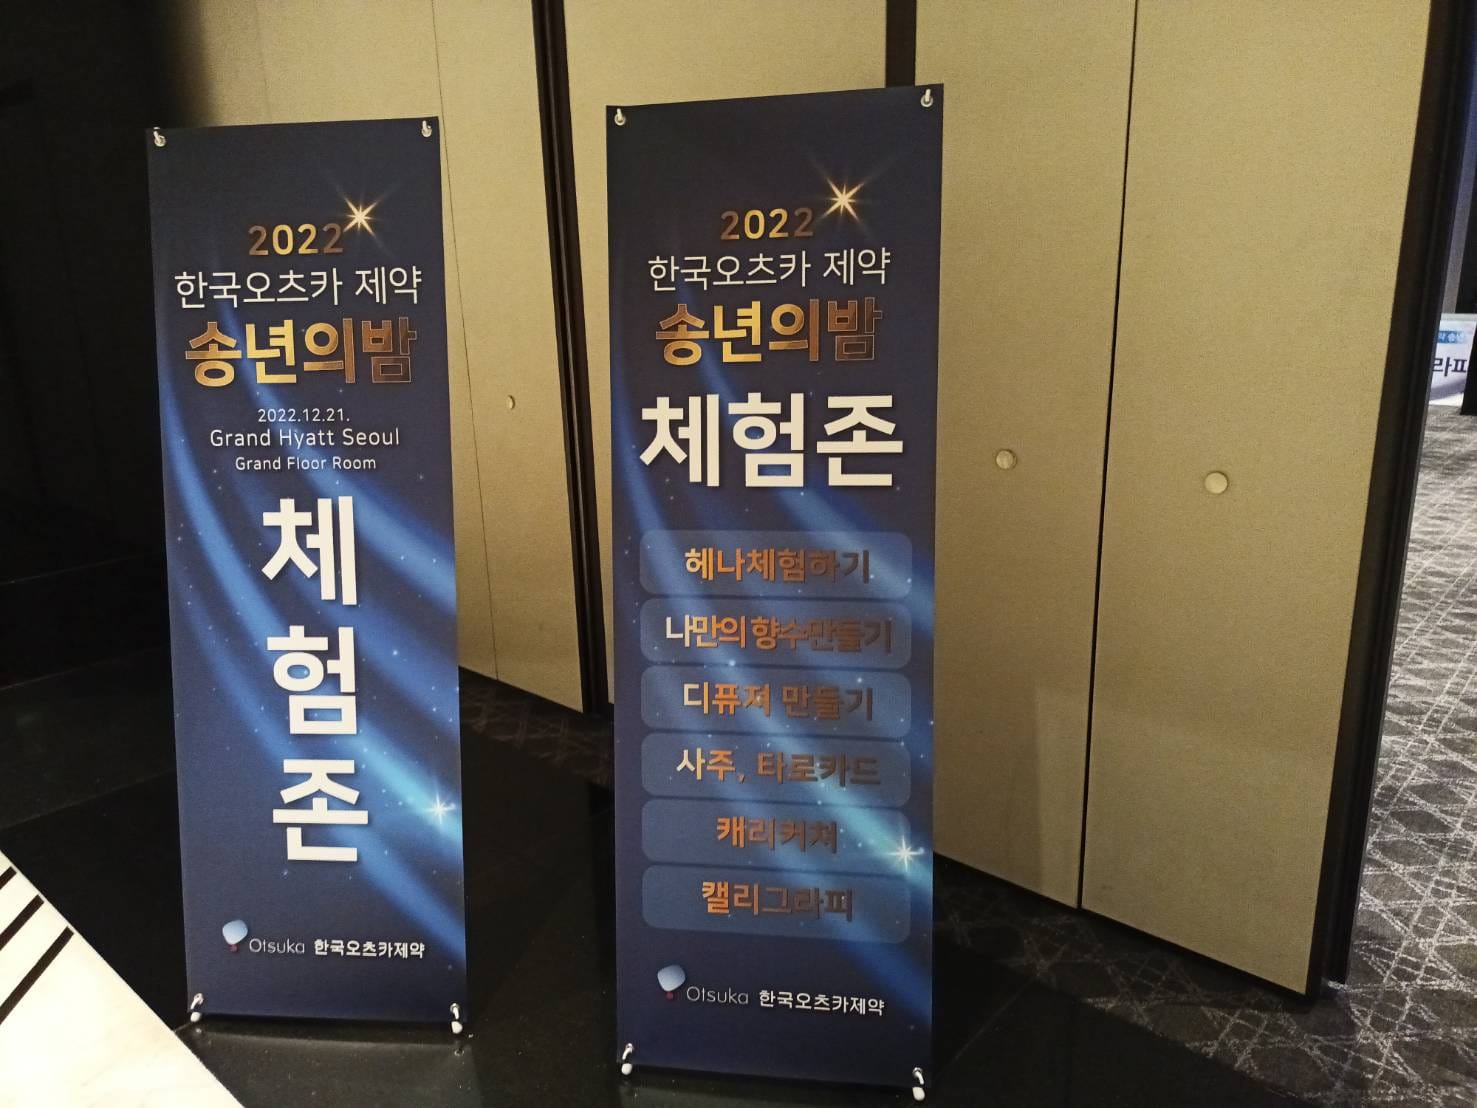 2022
한국오츠카 제약
송년의밤
2022.12.21.
Grand Hyatt Seoul
Grand Floor Room
체
험
존
Otsuka 한국오츠카제약
2022
한국오츠카 제약
송년의밤
체험존
헤나체험하기
나만의 향수만들기
디퓨져 만들기
사주, 타로카드
캐리커쳐
캘리그라피
Otsuka 한국오츠카제약
라피